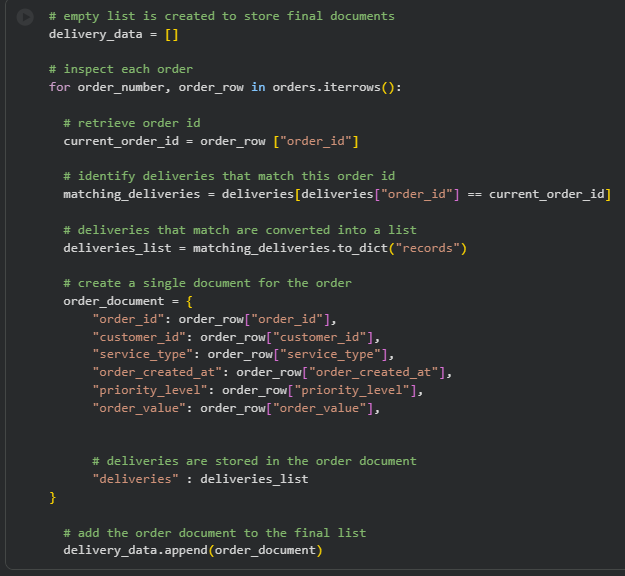 # empty list is created to store final documents
delivery_data = []
# inspect each order
for order_number, order_row in orders.iterrows():
# retrieve order id
current_order_id = order_row ["order_id"]
# identify deliveries that match this order id
matching_deliveries = deliveries[deliveries["order_id"] == current_order_id]
# deliveries that match are converted into a list
deliveries_list = matching_deliveries.to_dict("records")
# create a single document for the order
order_document = {
"order_id": order_row["order_id"],
"customer_id": order_row["customer_id"],
"service_type": order_row["service_type"],
"order_created_at": order_row["order_created_at"],
"priority_level": order_row["priority_level"],
"order_value": order_row["order_value"],
# deliveries are stored in the order document
"deliveries" : deliveries_list
}
# add the order document to the final list
delivery_data.append(order_document)